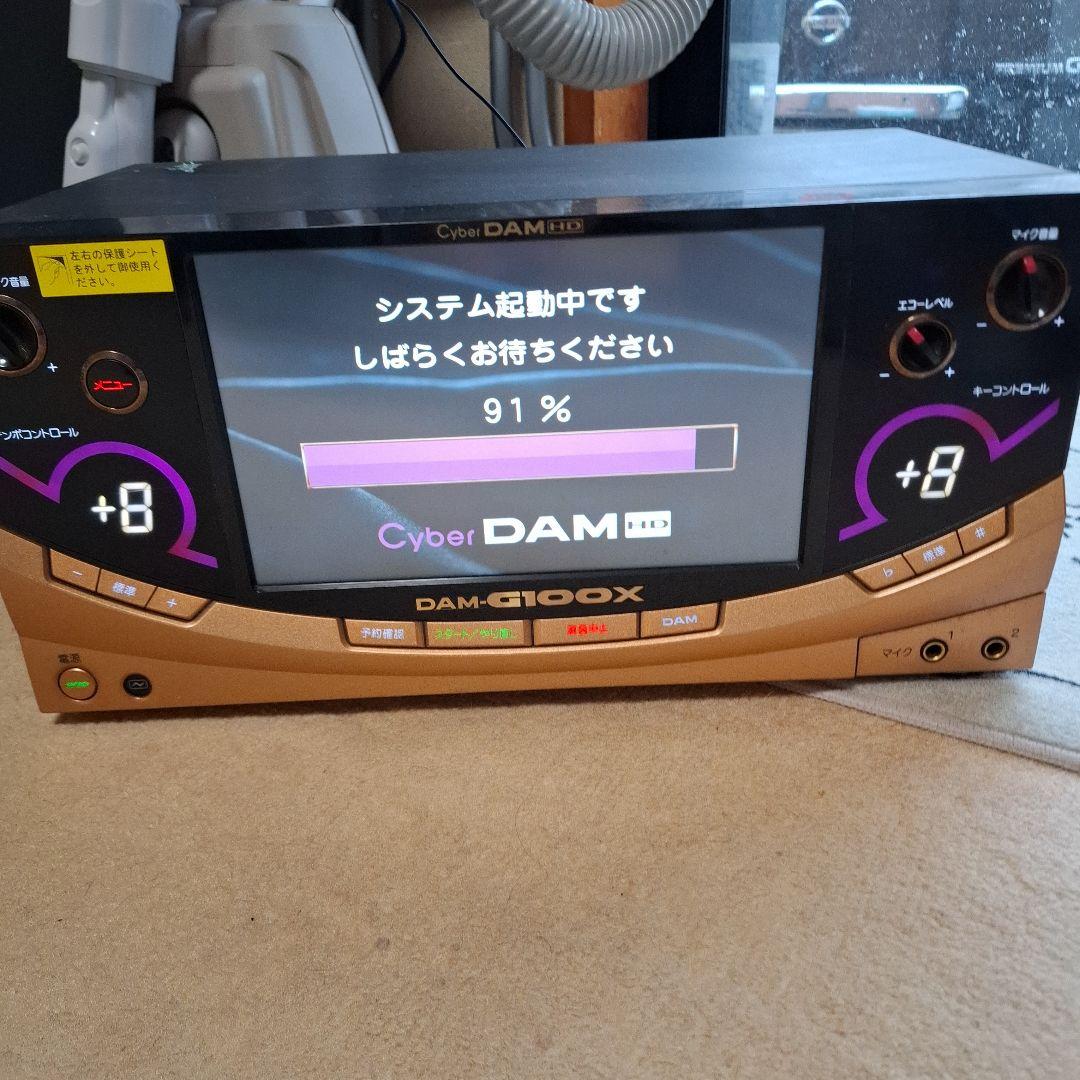 Cyber DAM HD
左右の保護シート
を外して御使用く
ださい。
ク音量
+
メニュー
ンポコントロール
+8
システム起動中です
しばらくお待ちください
91%
Cyber DAM HD
マイク音量
- +
エコーレベル
- +
キーコントロール
+8
- 標準 +
♭ 標準 #
DAM-G100X
予約確認 スタート/やり直し 演奏中止 DAM
電源
マイク 1 2